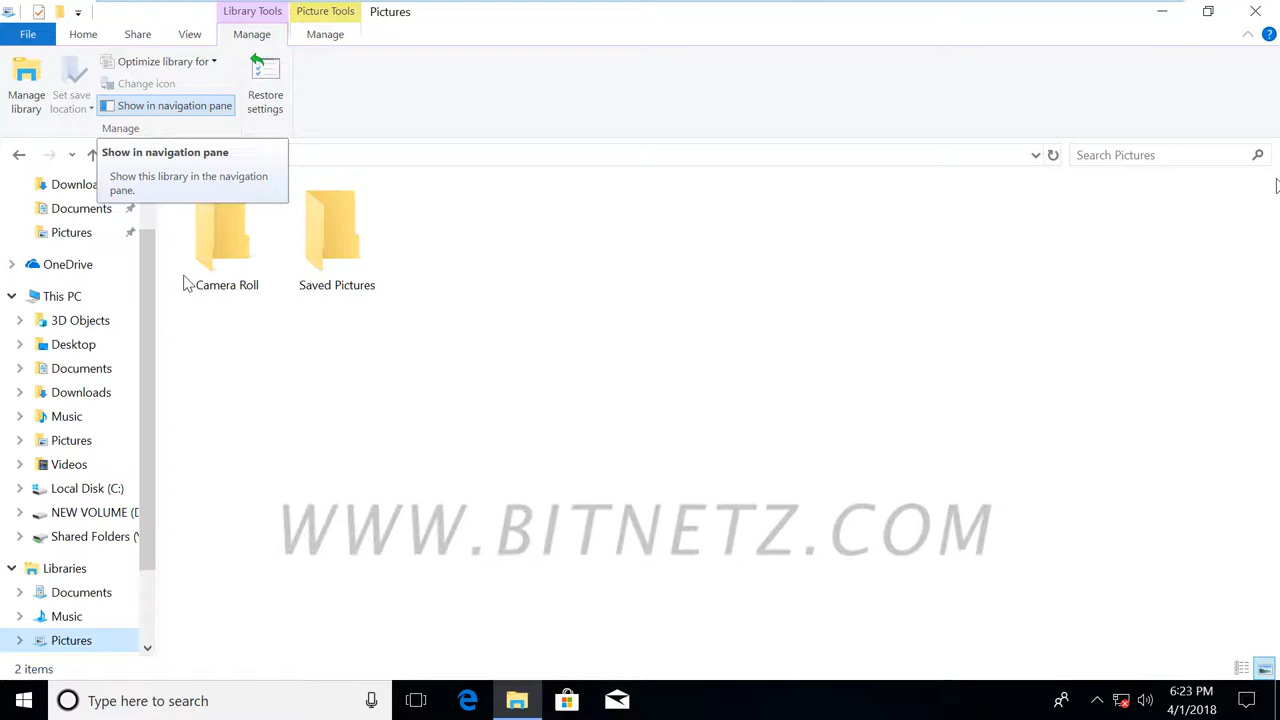 Library Tools
Picture Tools
Pictures
File
Home
Share
View
Manage
Manage
Manage library
Set save location
Optimize library for
Change icon
Show in navigation pane
Restore settings
Manage
Show in navigation pane
Show this library in the navigation
pane.
Search Pictures
Downloa
Documents
Pictures
OneDrive
This PC
3D Objects
Desktop
Documents
Downloads
Music
Pictures
Videos
Local Disk (C:)
NEW VOLUME (D
Shared Folders (\
Libraries
Documents
Music
Pictures
Camera Roll
Saved Pictures
WWW.BITNETZ.COM
2 items
Type here to search
6:23 PM
4/1/2018